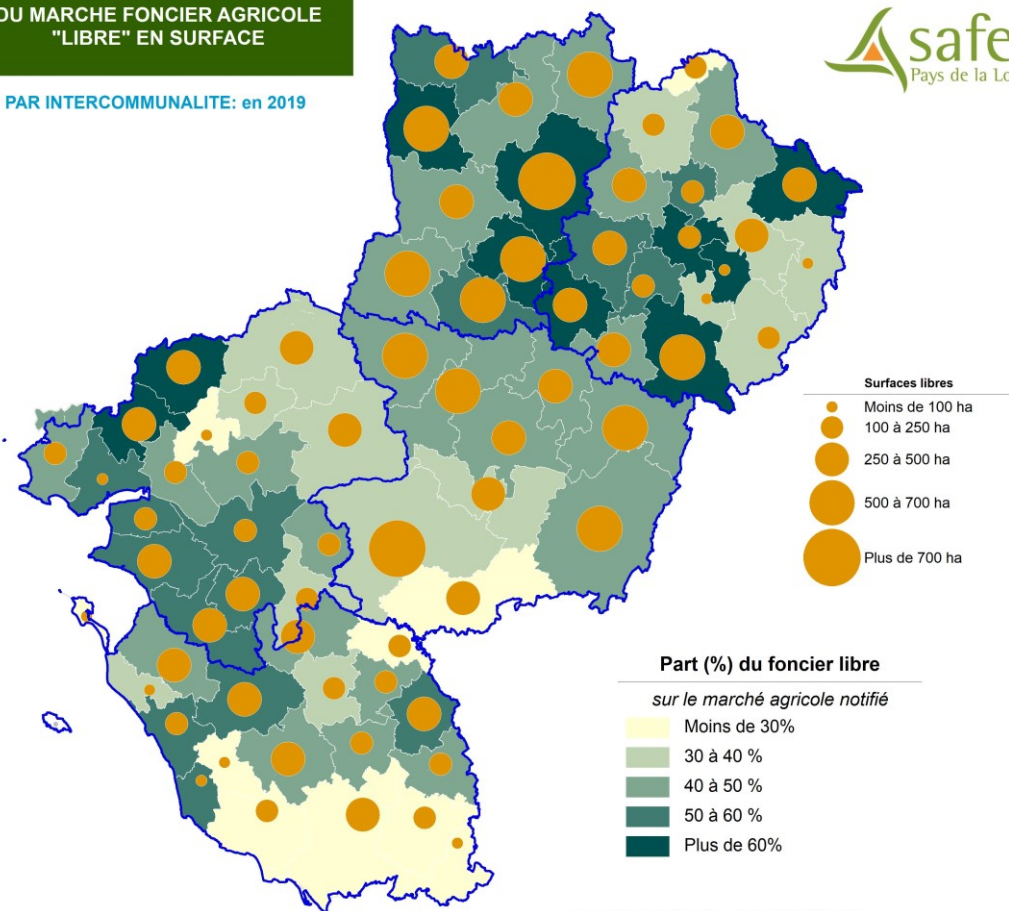 DU MARCHE FONCIER AGRICOLE
"LIBRE" EN SURFACE
PAR INTERCOMMUNALITE: en 2019
safe
Pays de la Lo
Surfaces libres
Moins de 100 ha
100 à 250 ha
250 à 500 ha
500 à 700 ha
Plus de 700 ha
Part (%) du foncier libre
sur le marché agricole notifié
Moins de 30%
30 à 40 %
40 à 50 %
50 à 60 %
Plus de 60%